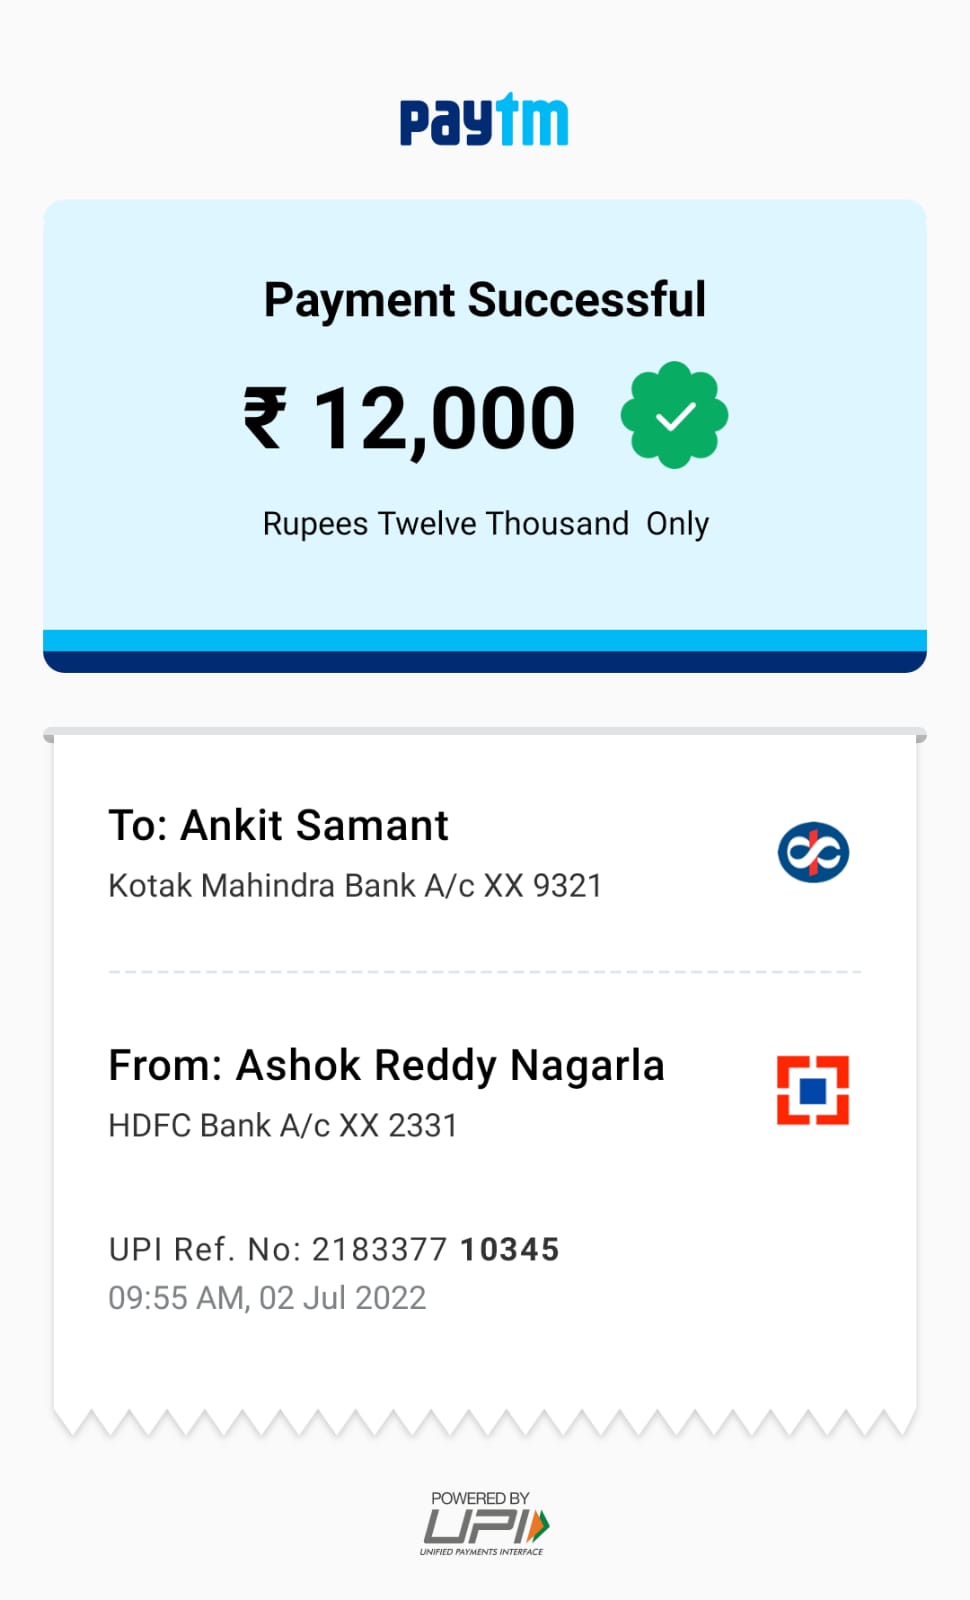 paytm
Payment Successful
₹ 12,000
Rupees Twelve Thousand Only
To: Ankit Samant
Kotak Mahindra Bank A/c XX 9321
From: Ashok Reddy Nagarla
HDFC Bank A/c XX 2331
UPI Ref. No: 2183377 10345
09:55 AM, 02 Jul 2022
POWERED BY
UPI
UNIFIED PAYMENTS INTERFACE